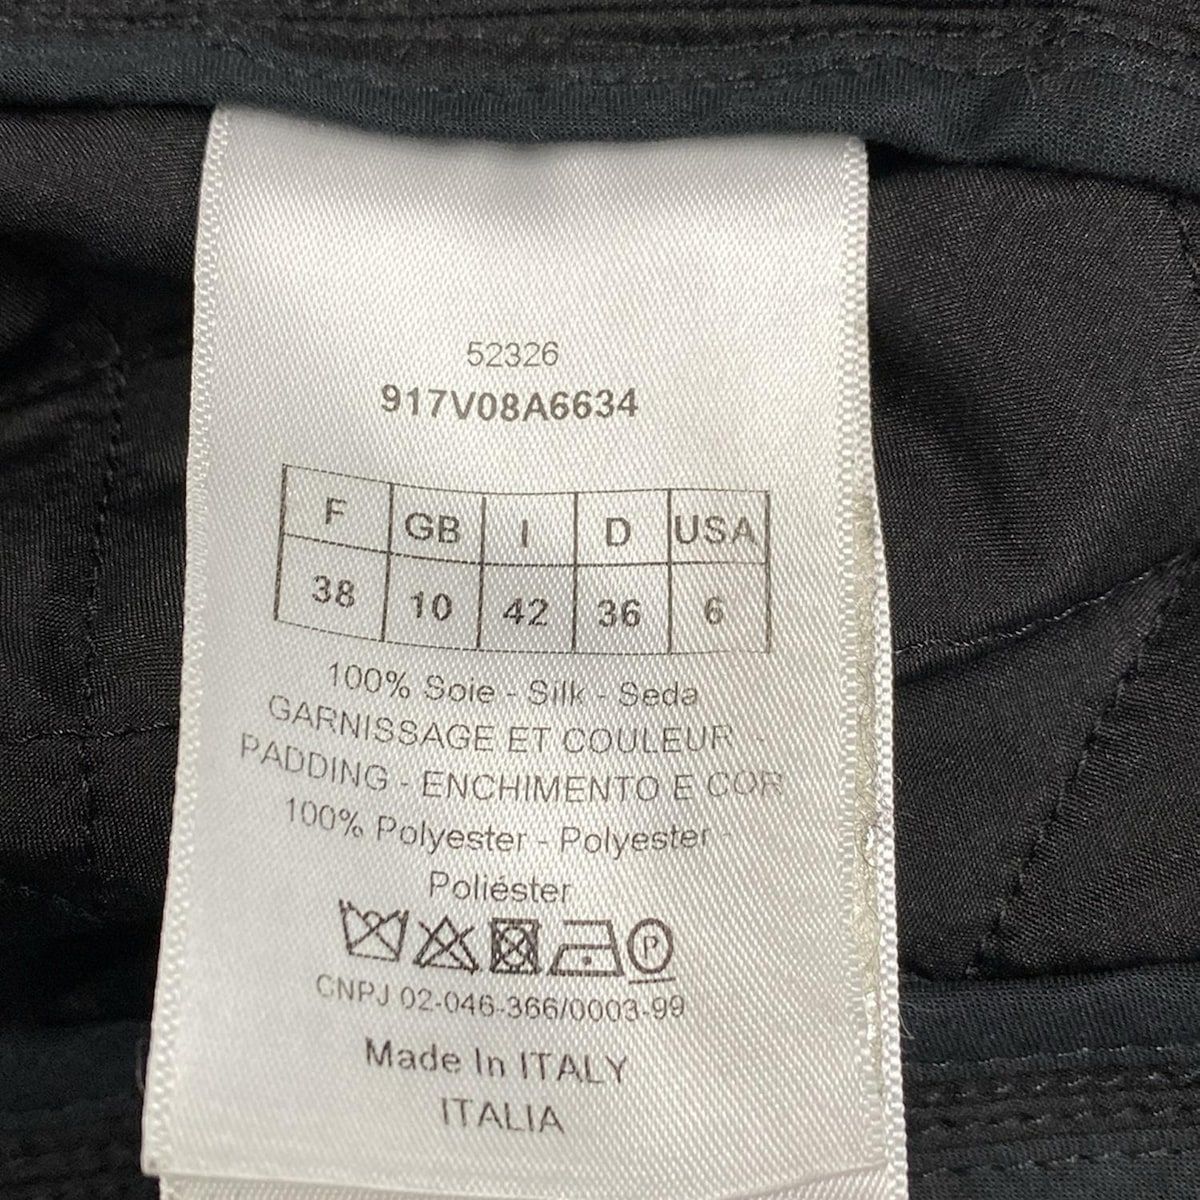 52326
917V08A6634
F GB I D USA
38 10 42 36 6
100% Soie - Silk - Seda
GARNISSAGE ET COULEUR -
PADDING - ENCHIMENTO E COR
100% Polyester - Polyester -
Poliéster
P
CNPJ 02-046-366/0003-99
Made In ITALY
ITALIA